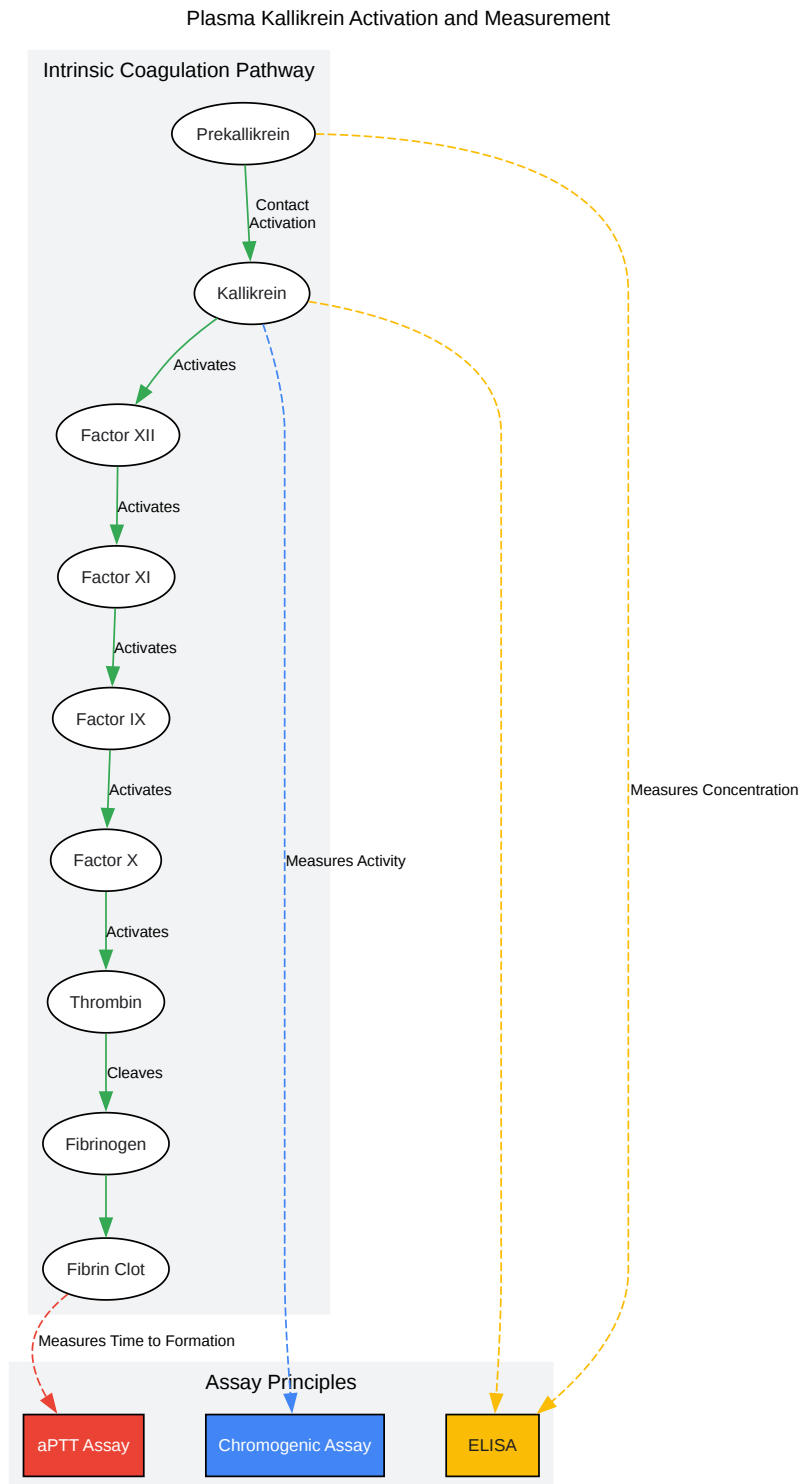 Plasma Kallikrein Activation and Measurement
Intrinsic Coagulation Pathway
Prekallikrein
Contact
Activation
Kallikrein
Activates
Factor XII
Activates
Factor XI
Activates
Factor IX
Activates
Measures Concentration
Factor X
Measures Activity
Activates
Thrombin
Cleaves
Fibrinogen
Fibrin Clot
Measures Time to Formation
Assay Principles
aPTT Assay
Chromogenic Assay
ELISA